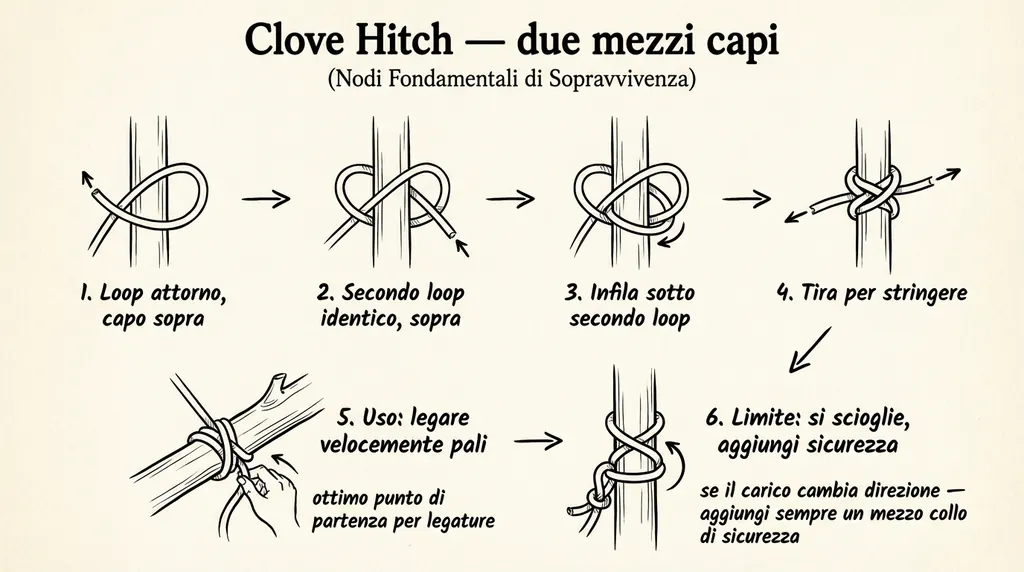 Clove Hitch — due mezzi capi
(Nodi Fondamentali di Sopravvivenza)
1. Loop attorno,
capo sopra
2. Secondo loop
identico, sopra
3. Infila sotto
secondo loop
4. Tira per stringere
5. Uso: legare
velocemente pali
ottimo punto di
partenza per legature
6. Limite: si scioglie,
aggiungi sicurezza
se il carico cambia direzione —
aggiungi sempre un mezzo collo
di sicurezza